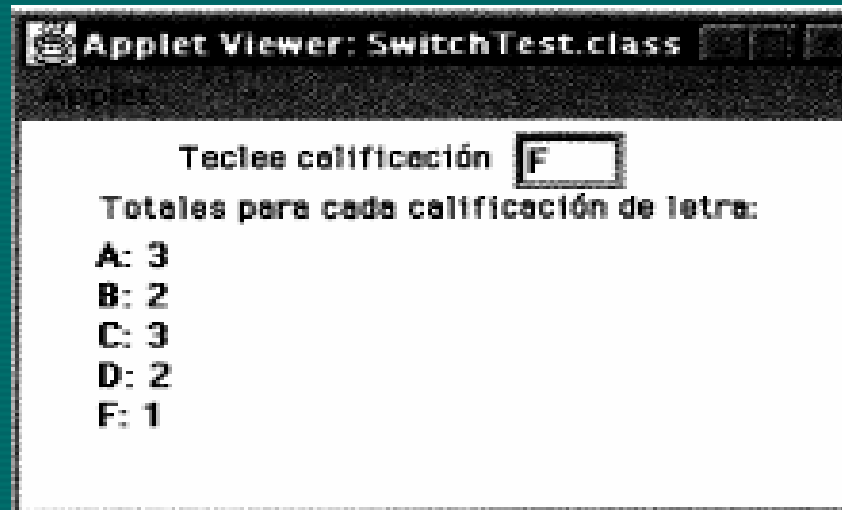 Applet Viewer: SwitchTest.class
Applet
Teclee calificación F
Totales para cada calificación de letra:
A: 3
B: 2
C: 3
D: 2
F: 1